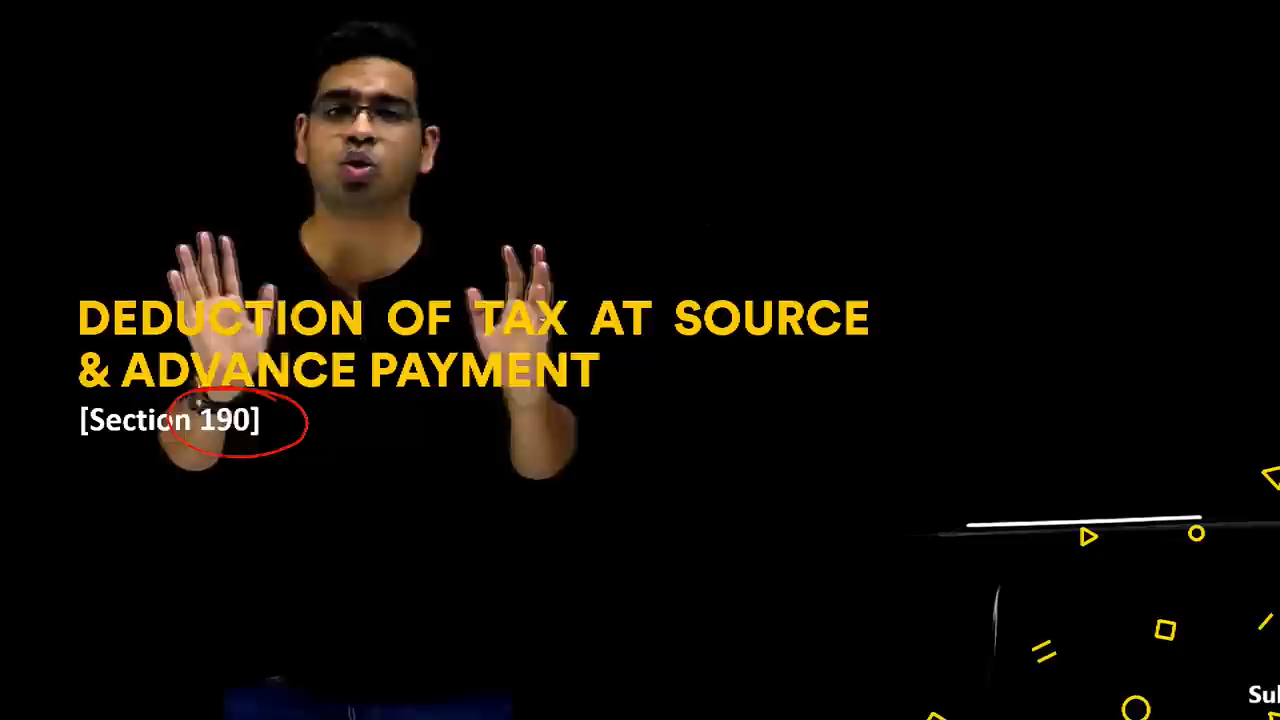 DEDUCTION OF TAX AT SOURCE
& ADVANCE PAYMENT
[Section 190]